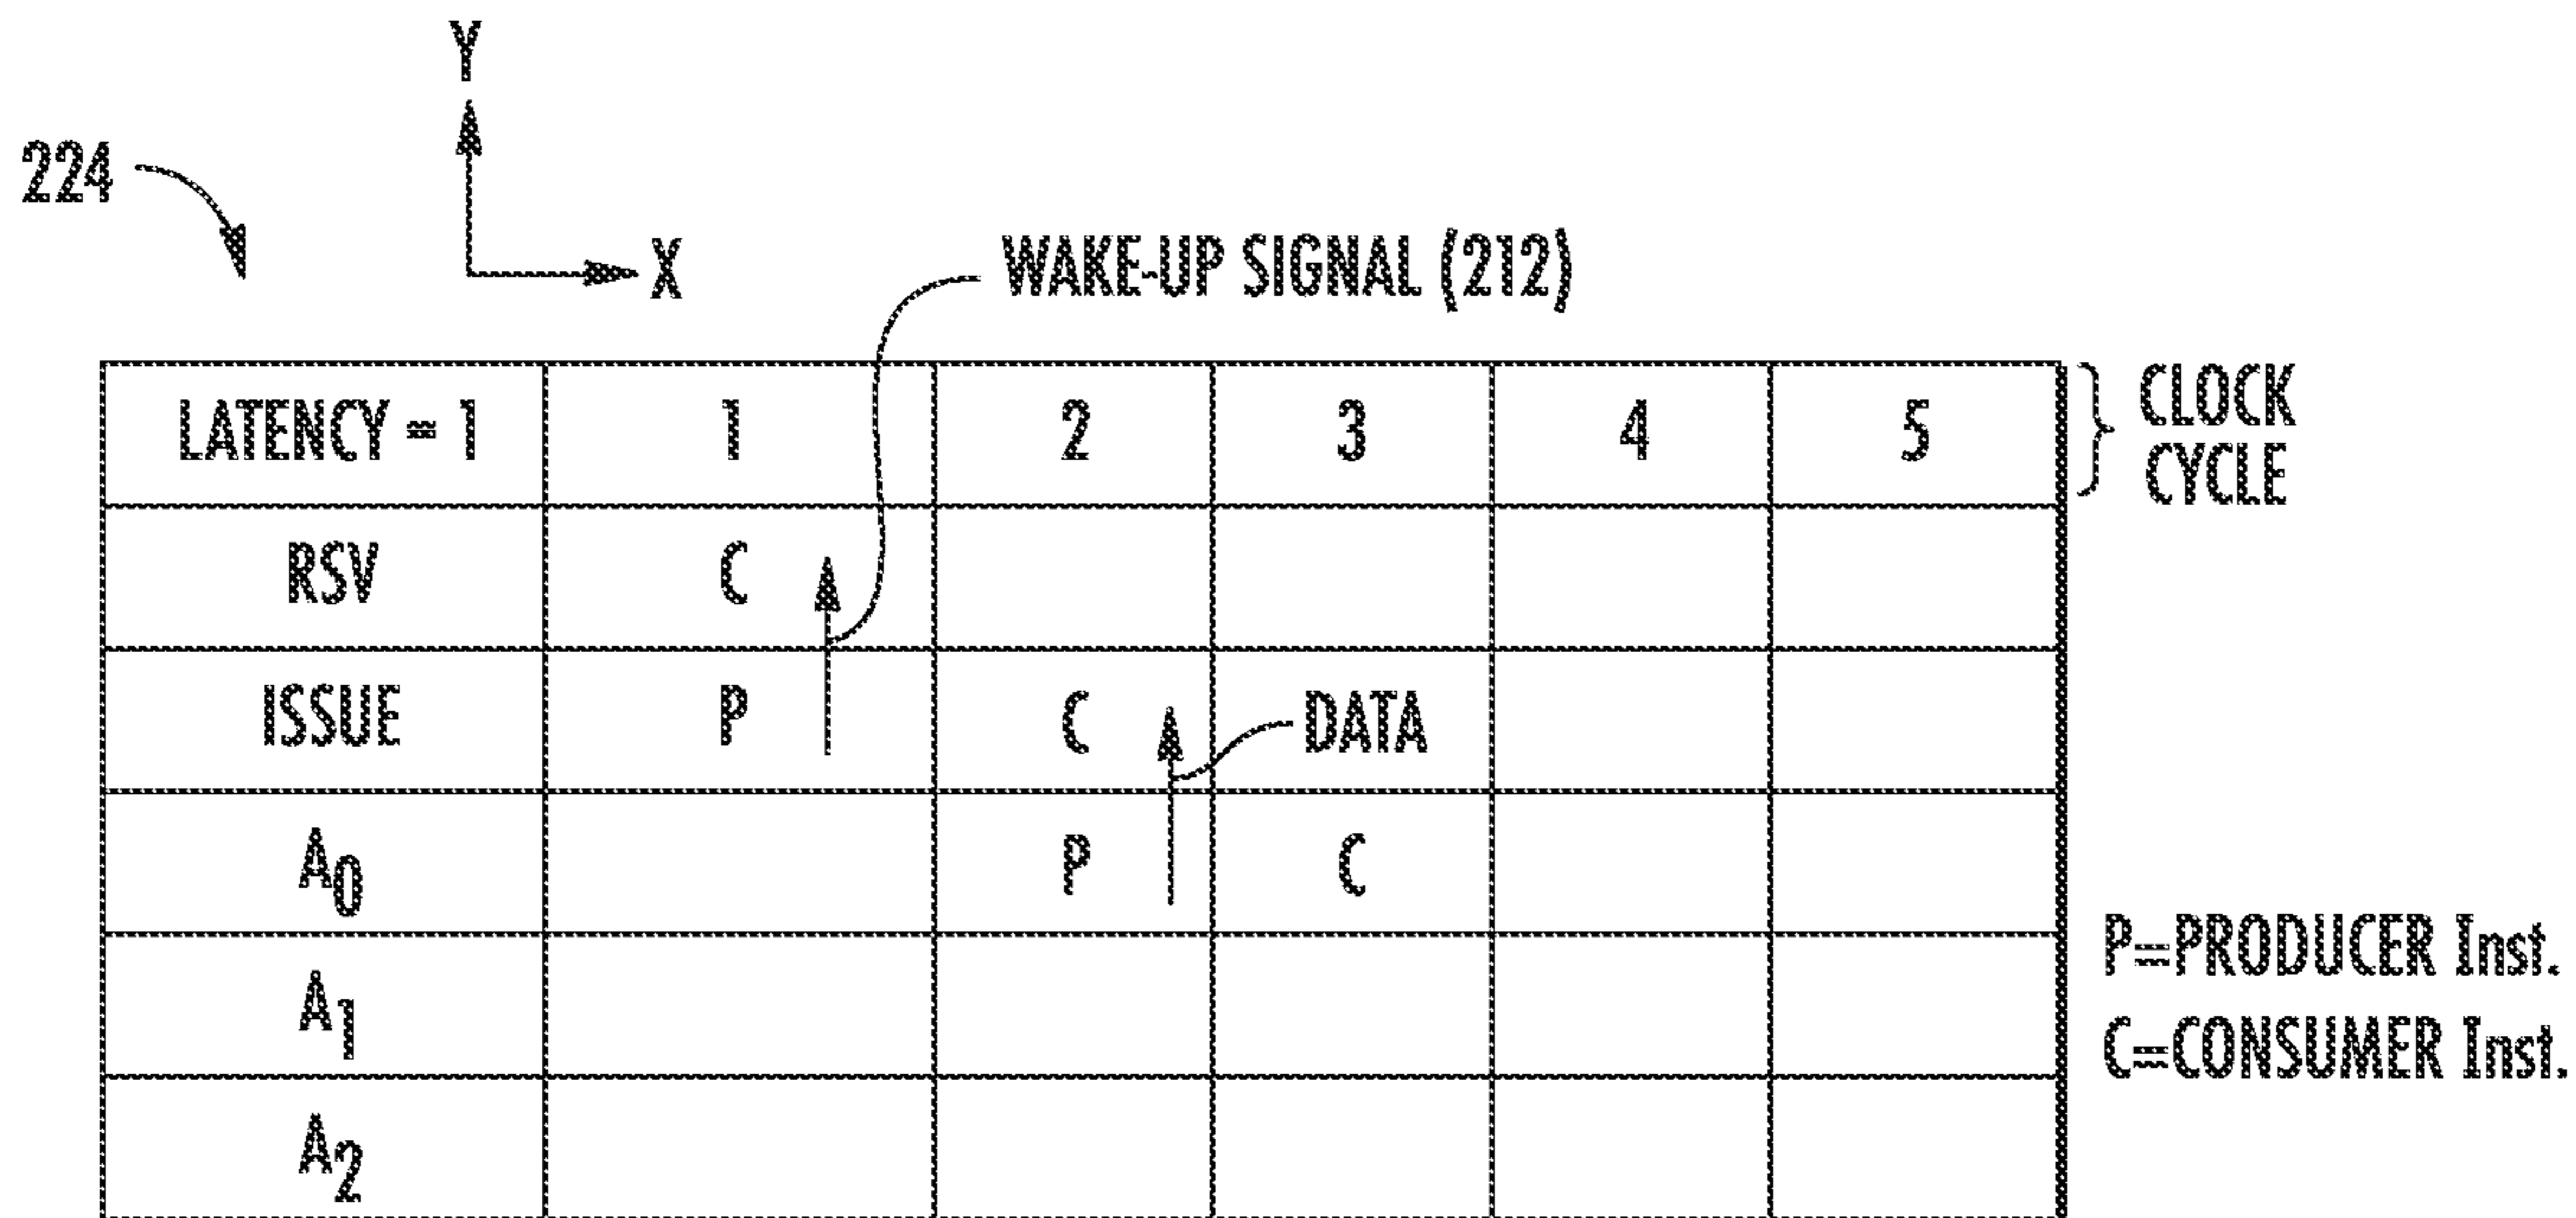 Y
224
X
WAKE-UP SIGNAL (212)
LATENCY = 1 1 2 3 4 5
CLOCK
CYCLE
RSV C
ISSUE P C DATA
A0 P C
A1
A2
P=PRODUCER Inst.
C=CONSUMER Inst.